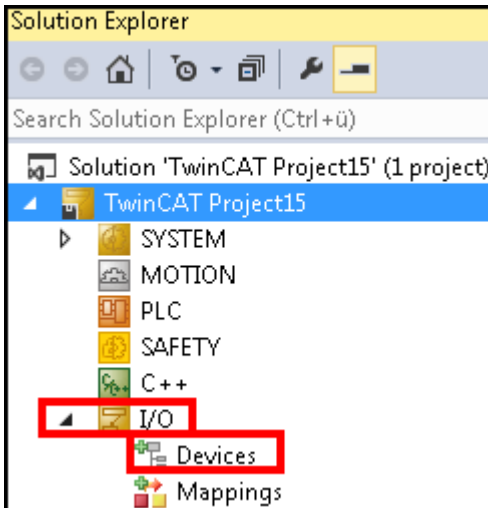 Solution Explorer
Search Solution Explorer (Ctrl+ü)
Solution 'TwinCAT Project15' (1 project)
TwinCAT Project15
SYSTEM
MOTION
PLC
SAFETY
C++
I/O
Devices
Mappings